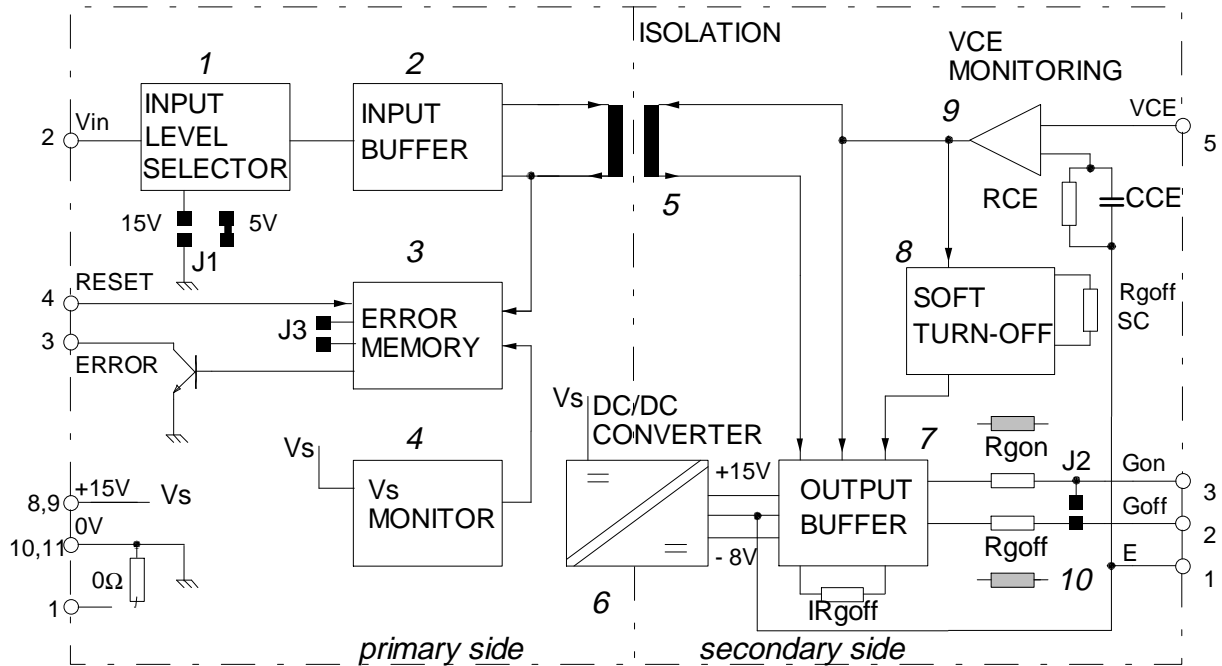 ISOLATION
1
2
VCE
MONITORING
INPUT
LEVEL
SELECTOR
INPUT
BUFFER
9
VCE
2
Vin
5
5
RCE
CCE
15V
5V
J1
3
8
RESET
4
ERROR
MEMORY
J3
SOFT
TURN-OFF
Rgoff
SC
3
ERROR
Vs
DC/DC
CONVERTER
4
7
Rgon
J2
Gon
Vs
Vs
MONITOR
+15V
OUTPUT
BUFFER
3
8,9
+15V
Vs
Goff
0V
10,11
Rgoff
2
- 8V
E
0Ω
10
1
1
6
IRgoff
primary side
secondary side